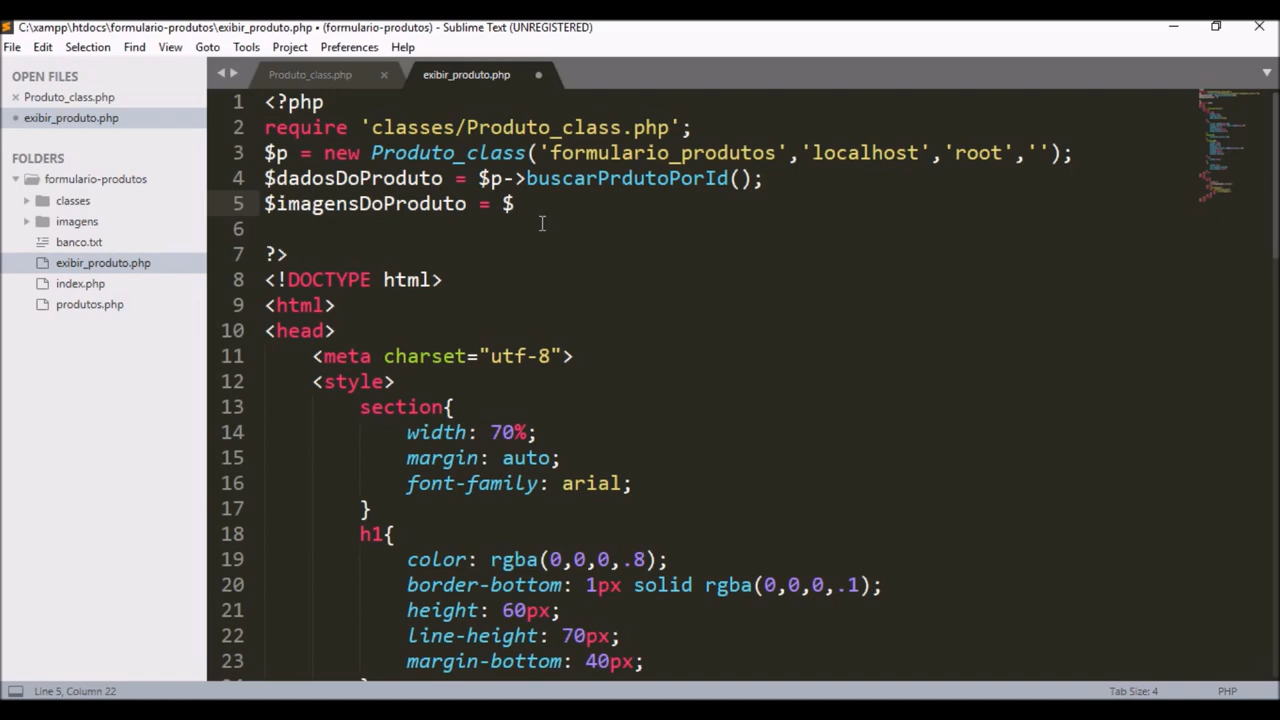 C:\xampp\htdocs\formulario-produtos\exibir_produto.php • (formulario-produtos) - Sublime Text (UNREGISTERED)
File Edit Selection Find View Goto Tools Project Preferences Help
OPEN FILES
Produto_class.php
exibir_produto.php
FOLDERS
formulario-produtos
classes
imagens
banco.txt
exibir_produto.php
index.php
produtos.php
Produto_class.php exibir_produto.php
1 <?php
2 require 'classes/Produto_class.php';
3 $p = new Produto_class('formulario_produtos','localhost','root','');
4 $dadosDoProduto = $p->buscarPrdutoPorId();
5 $imagensDoProduto = $
6
7 ?>
8 <!DOCTYPE html>
9 <html>
10 <head>
11 <meta charset="utf-8">
12 <style>
13 section{
14 width: 70%;
15 margin: auto;
16 font-family: arial;
17 }
18 h1{
19 color: rgba(0,0,0,.8);
20 border-bottom: 1px solid rgba(0,0,0,.1);
21 height: 60px;
22 line-height: 70px;
23 margin-bottom: 40px;
Line 5, Column 22
Tab Size: 4
PHP